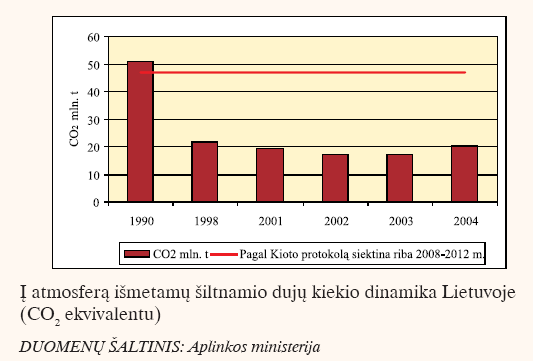 60
50
40
30
20
10
0
CO2 mln. t
1990 1998 2001 2002 2003 2004
CO2 mln. t Pagal Kioto protokolą siektina riba 2008-2012 m.
Į atmosferą išmetamų šiltnamio dujų kiekio dinamika Lietuvoje
(CO₂ ekvivalentu)
DUOMENŲ ŠALTINIS: Aplinkos ministerija